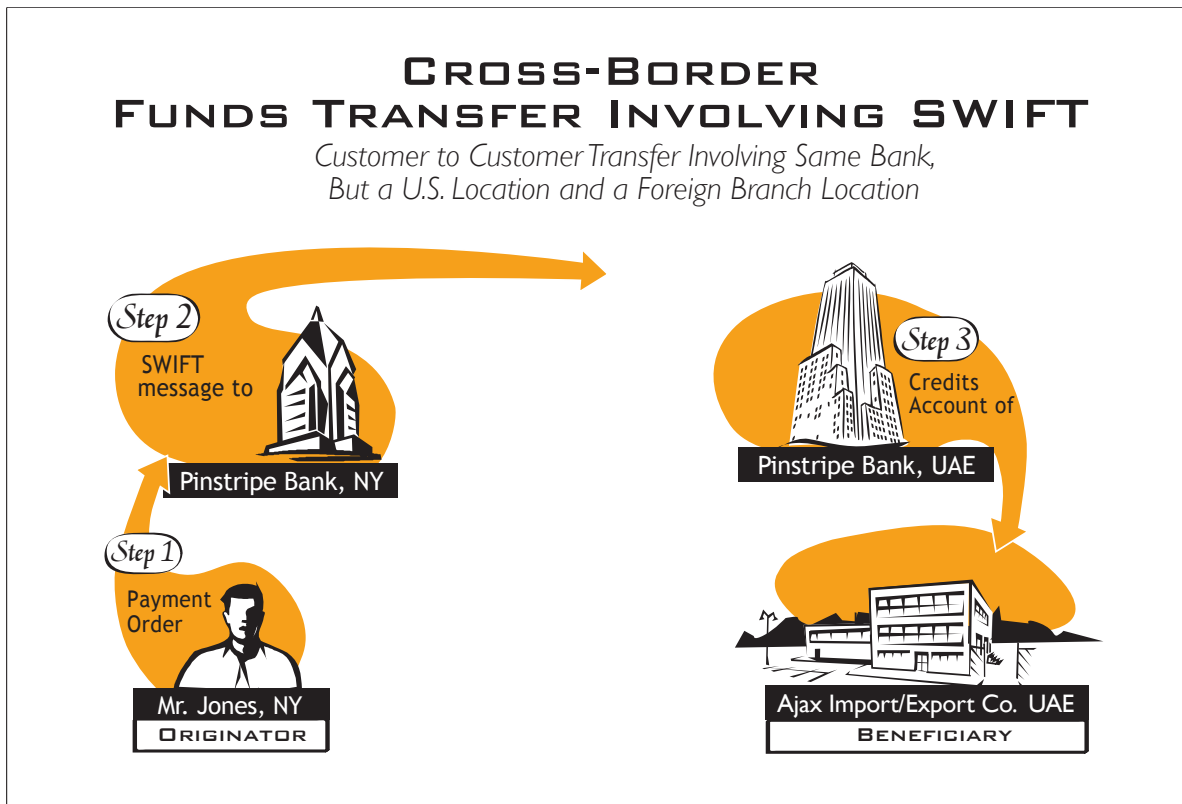 CROSS-BORDER
FUNDS TRANSFER INVOLVING SWIFT
Customer to Customer Transfer Involving Same Bank,
But a U.S. Location and a Foreign Branch Location
Step 2
SWIFT
message to
Pinstripe Bank, NY
Step 1
Payment
Order
Mr. Jones, NY
ORIGINATOR
Step 3
Credits
Account of
Pinstripe Bank, UAE
Ajax Import/Export Co. UAE
BENEFICIARY